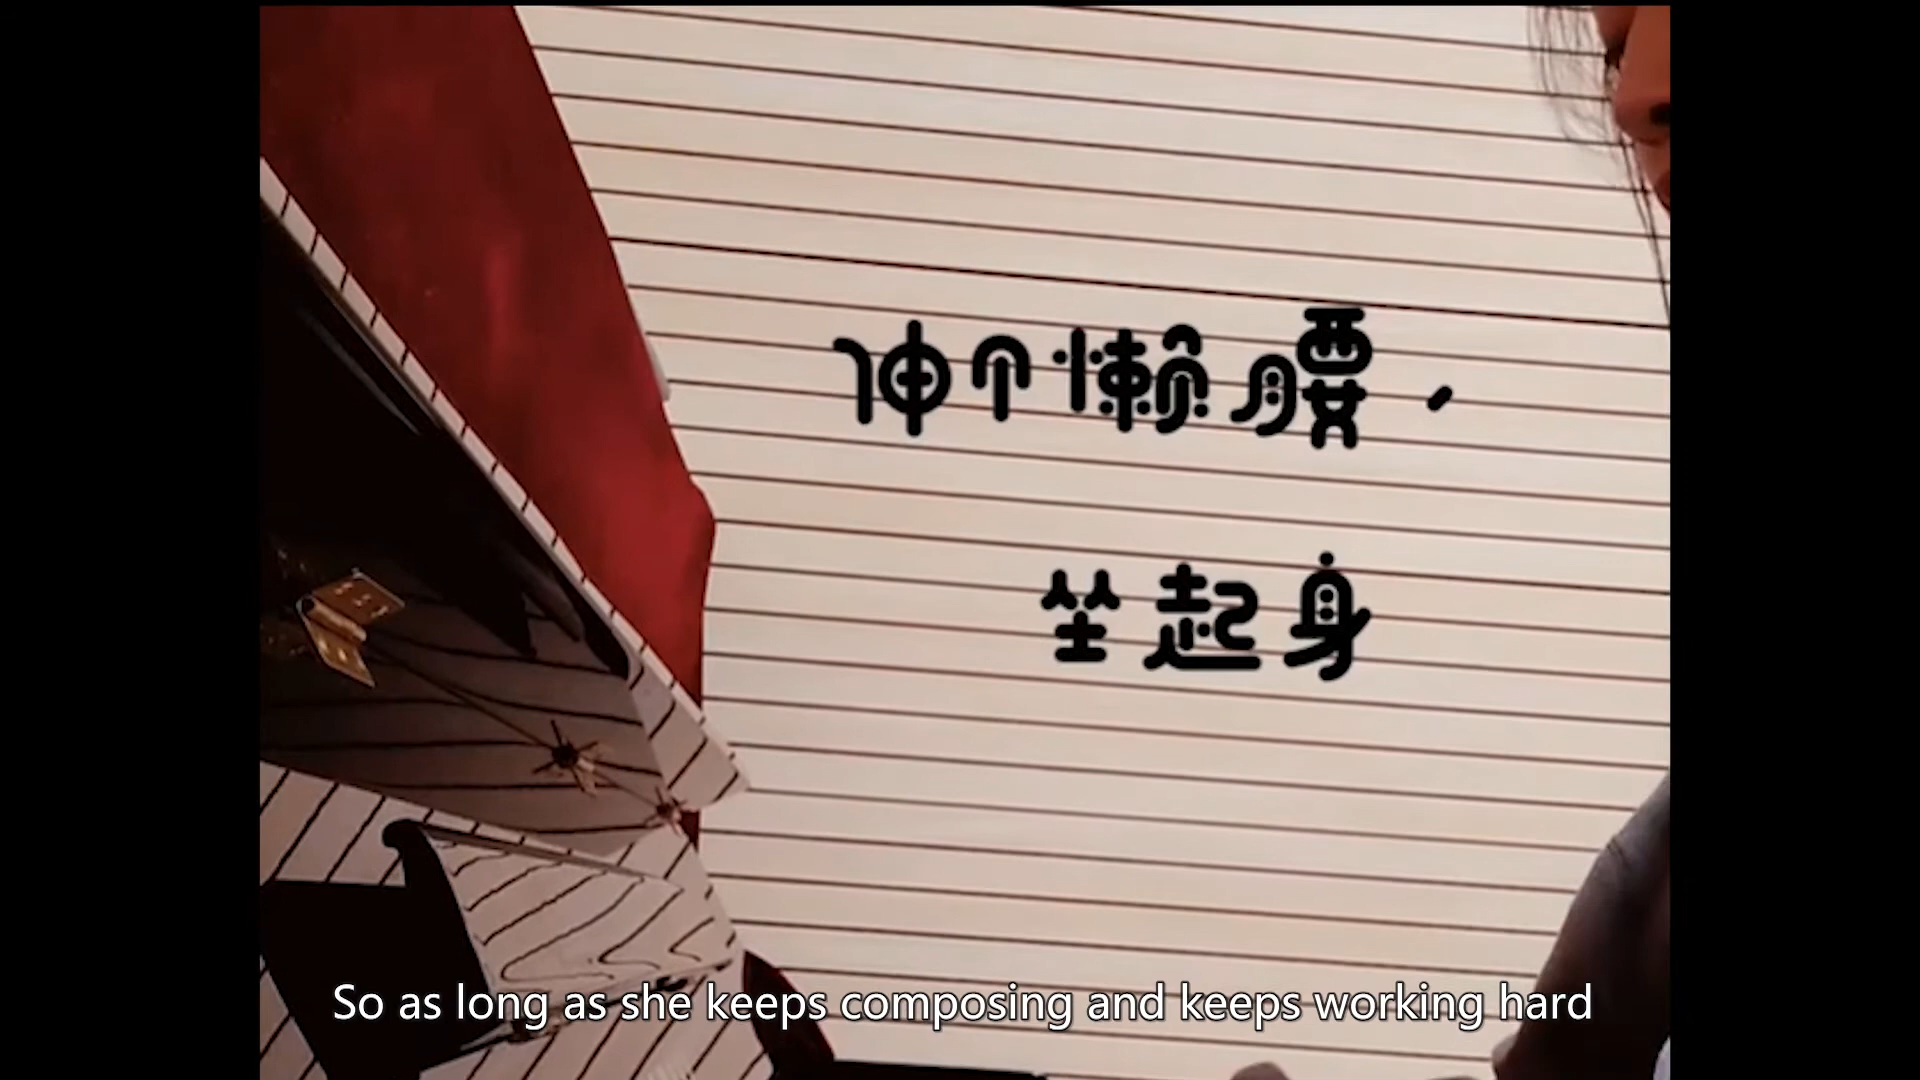 伸个懒腰，
坐起身
So as long as she keeps composing and keeps working hard